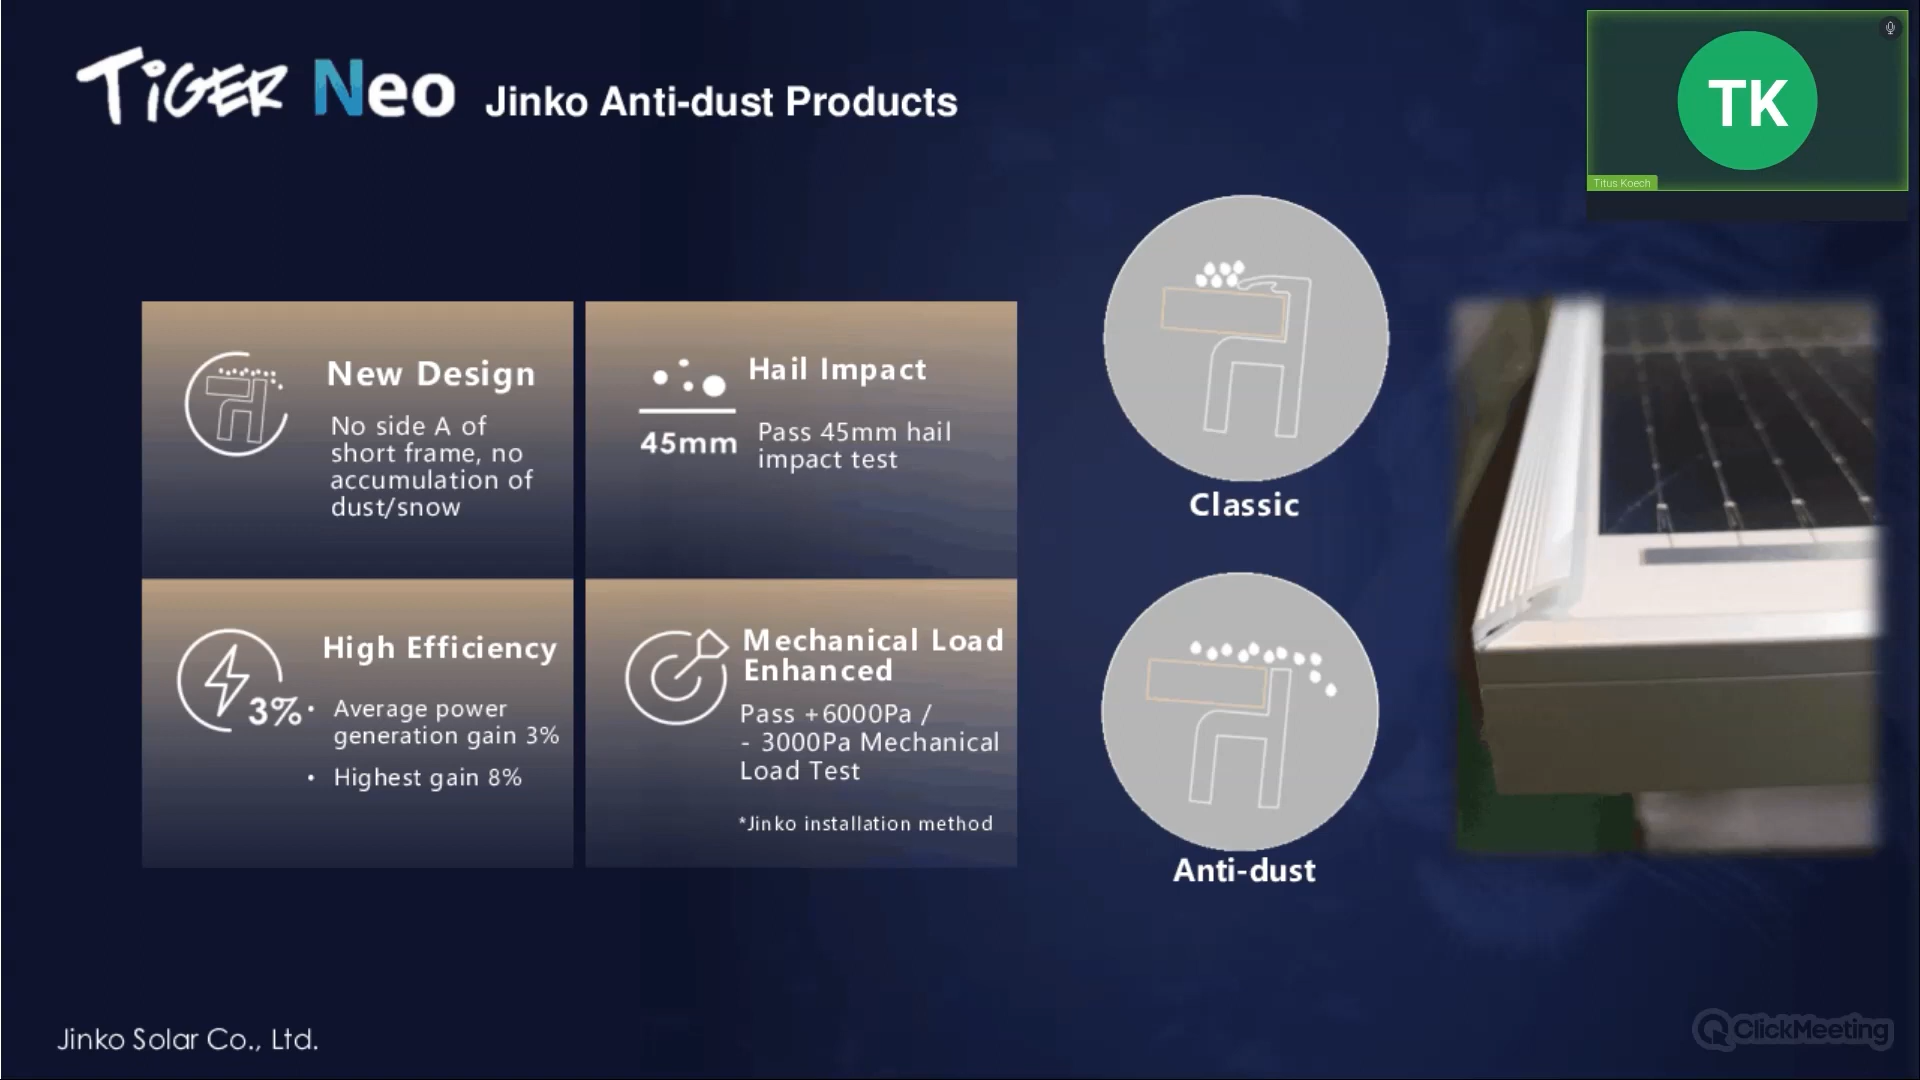 TiGER Neo Jinko Anti-dust Products
TK
Titus Koech
New Design
No side A of
short frame, no
accumulation of
dust/snow
Hail Impact
45mm
Pass 45mm hail
impact test
High Efficiency
3%
• Average power
generation gain 3%
• Highest gain 8%
Mechanical Load
Enhanced
Pass +6000Pa /
- 3000Pa Mechanical
Load Test
*Jinko installation method
Classic
Anti-dust
Jinko Solar Co., Ltd.
ClickMeeting